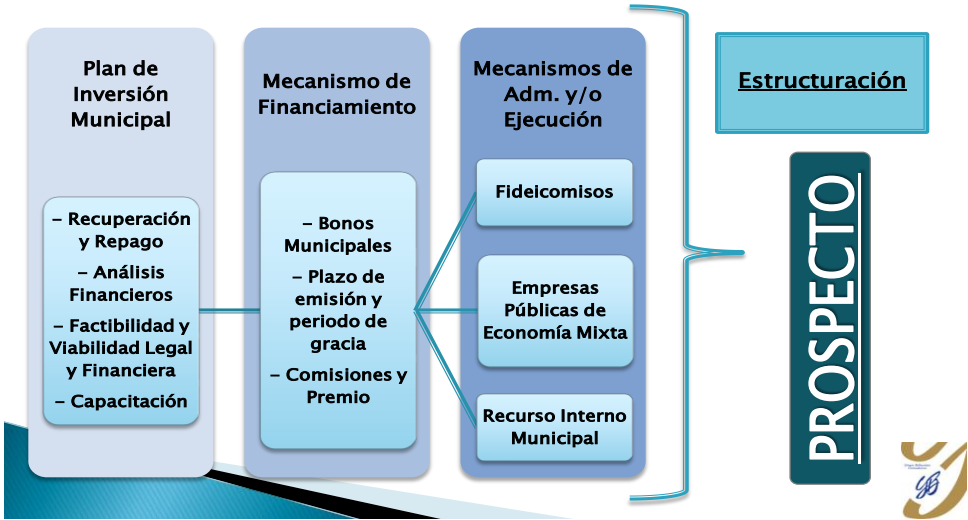 Plan de
Inversión
Municipal
– Recuperación
y Repago
– Análisis
Financieros
– Factibilidad y
Viabilidad Legal
y Financiera
– Capacitación
Mecanismo de
Financiamiento
– Bonos
Municipales
– Plazo de
emisión y
periodo de
gracia
– Comisiones y
Premio
Mecanismos de
Adm. y/o
Ejecución
Fideicomisos
Empresas
Públicas de
Economía Mixta
Recurso Interno
Municipal
Estructuración
PROSPECTO